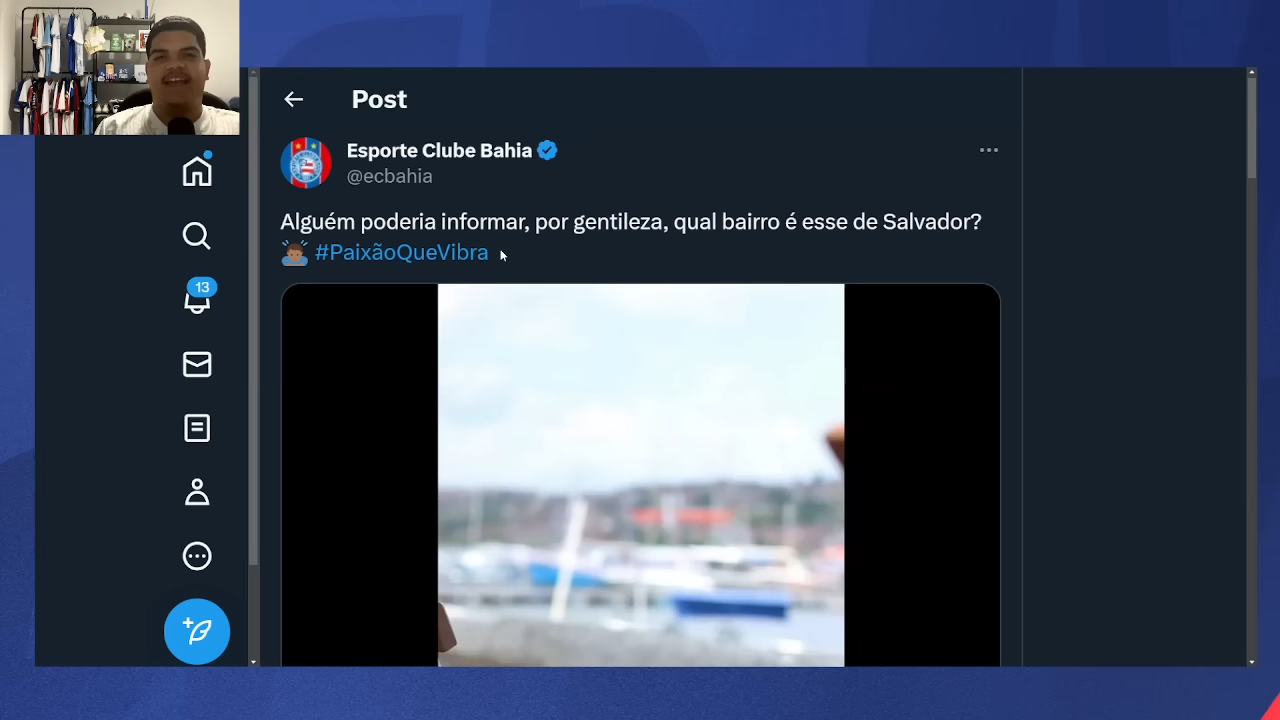 Post
Esporte Clube Bahia
@ecbahia
Alguém poderia informar, por gentileza, qual bairro é esse de Salvador?
#PaixãoQueVibra
13